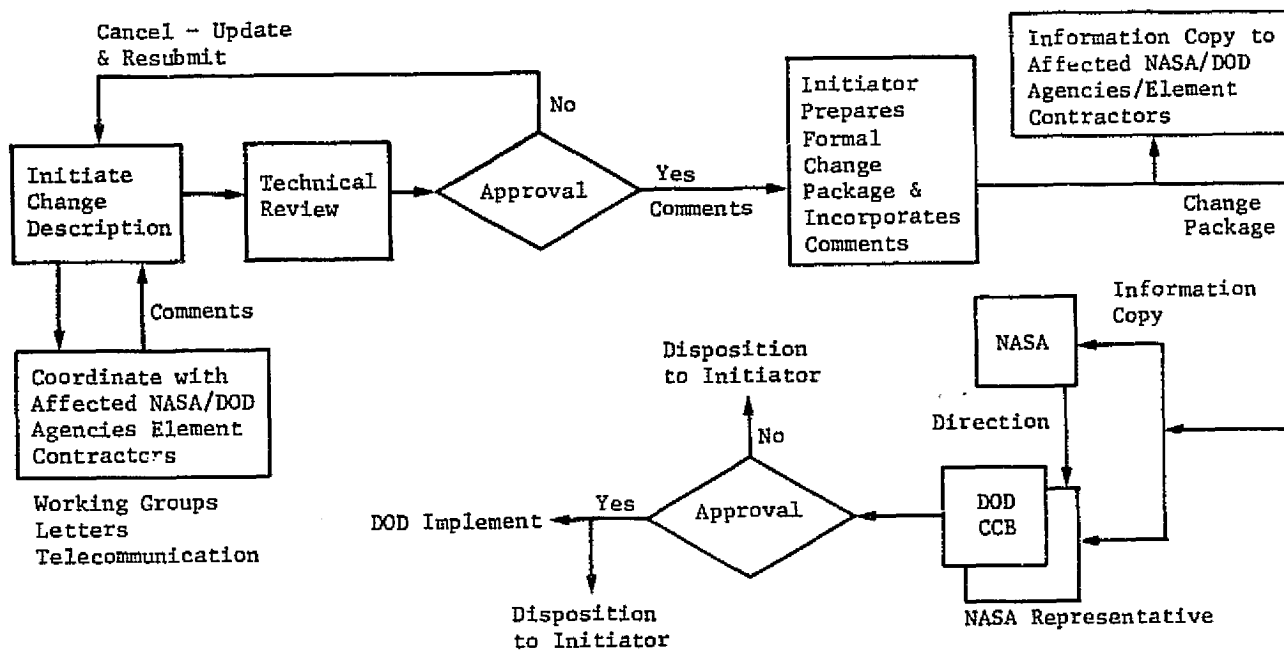 Cancel - Update
& Resubmit
No
Initiate
Change
Description
Technical
Review
Approval
Yes
Comments
Initiator
Prepares
Formal
Change
Package &
Incorporates
Comments
Information Copy to
Affected NASA/DOD
Agencies/Element
Contractors
Change
Package
Comments
Coordinate with
Affected NASA/DOD
Agencies Element
Contractors
Working Groups
Letters
Telecommunication
Information
Copy
NASA
Direction
DOD
CCB
NASA Representative
Approval
No
Disposition
to Initiator
Yes
DOD Implement
Disposition
to Initiator